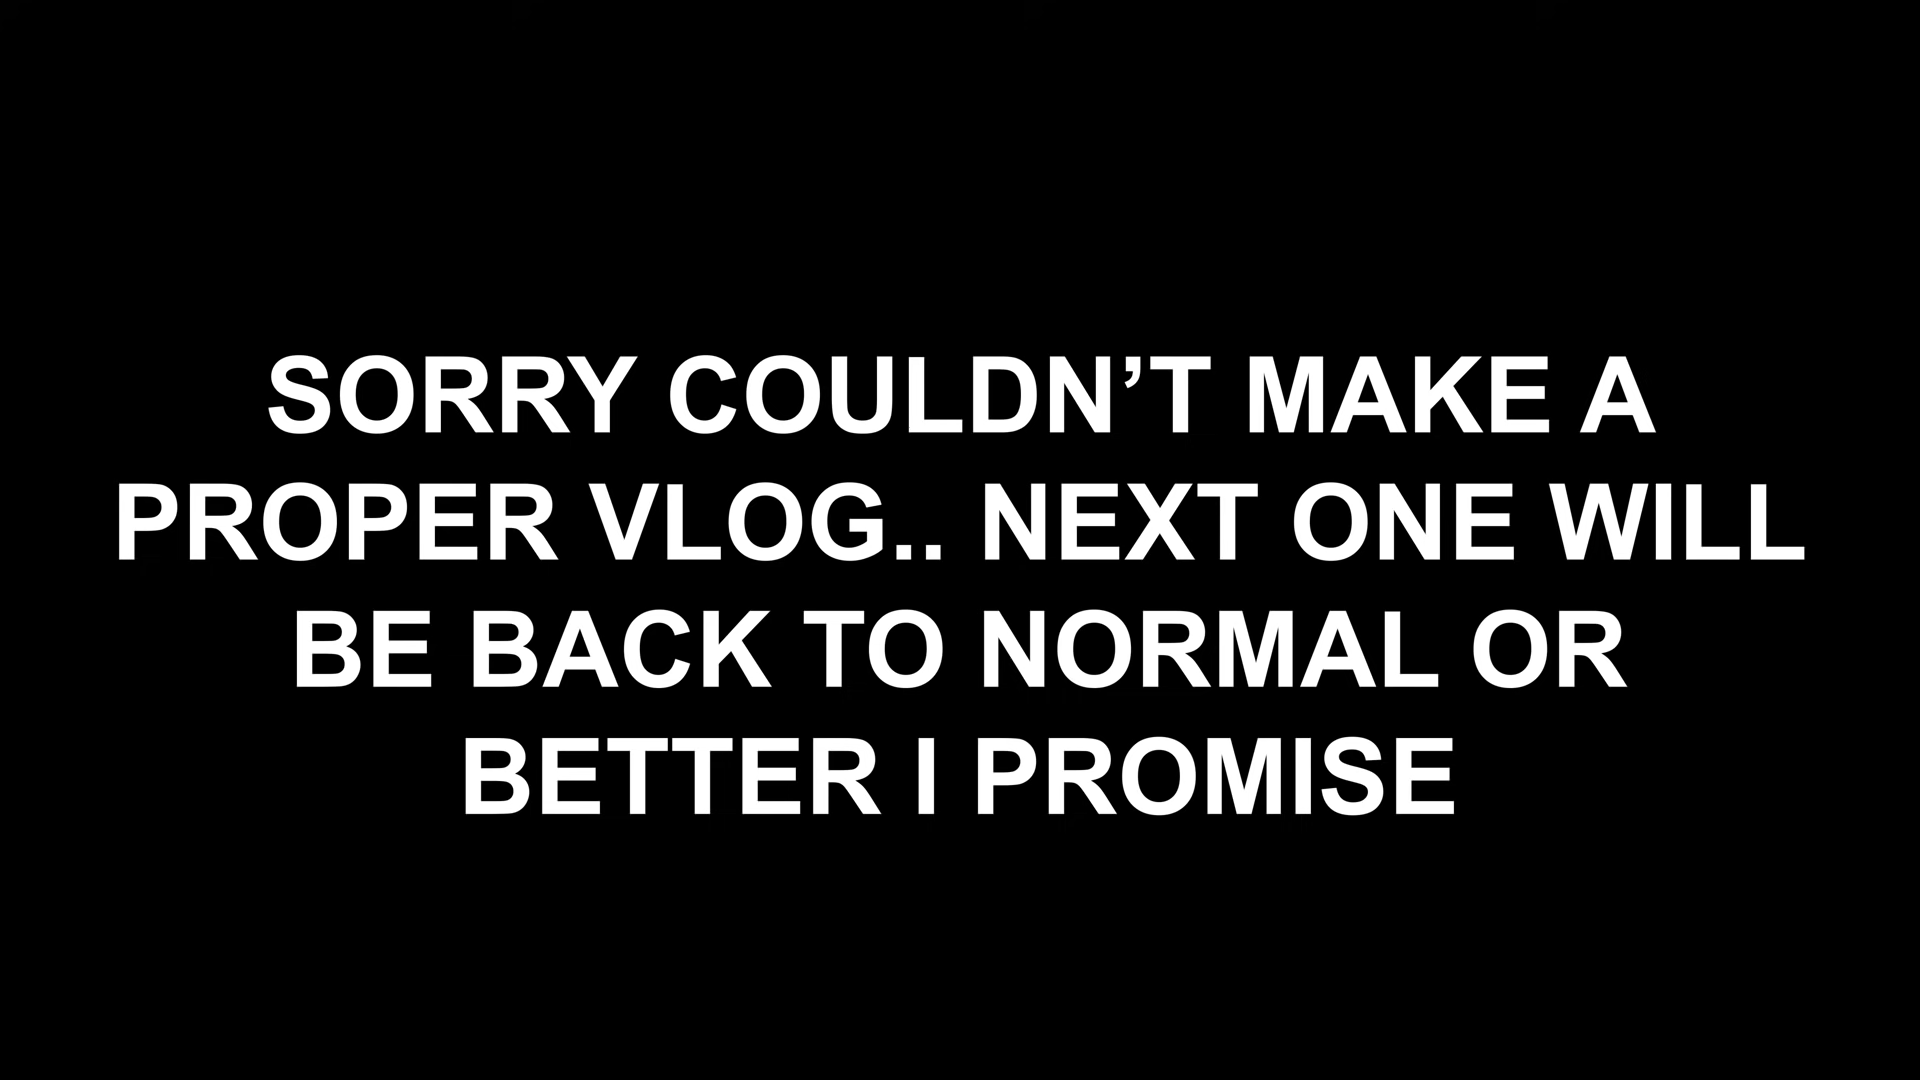 SORRY COULDN’T MAKE A
PROPER VLOG.. NEXT ONE WILL
BE BACK TO NORMAL OR
BETTER I PROMISE